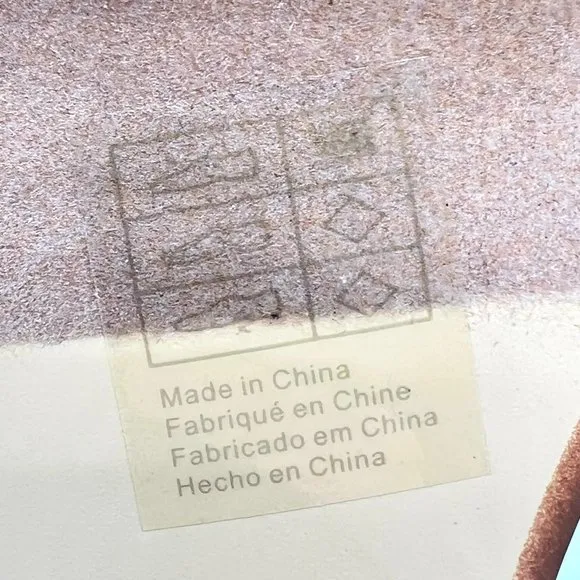 Made in China
Fabriqué en Chine
Fabricado em China
Hecho en China